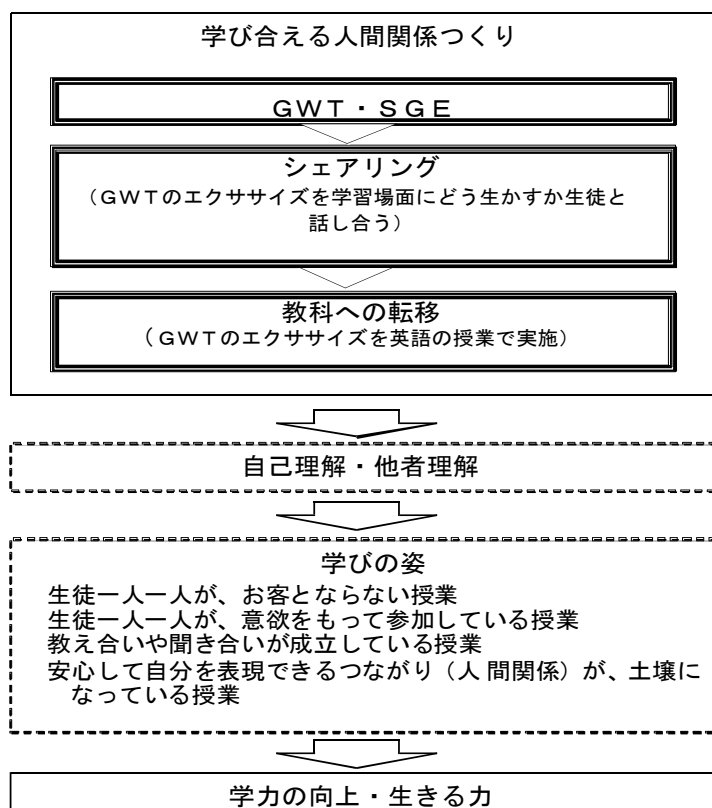 学び合える人間関係つくり
GWT・SGE
シェアリング
（GWTのエクササイズを学習場面にどう生かすか生徒と
話し合う）
教科への転移
（GWTのエクササイズを英語の授業で実施）
自己理解・他者理解
学びの姿
生徒一人一人が、お客とならない授業
生徒一人一人が、意欲をもって参加している授業
教え合いや聞き合いが成立している授業
安心して自分を表現できるつながり（人 間関係）が、土壌に
なっている授業
学力の向上・生きる力